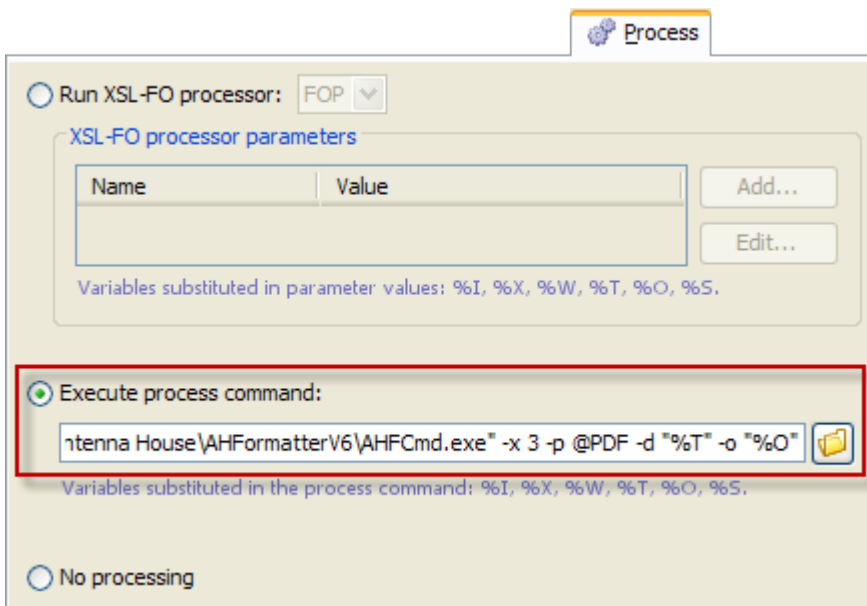 Process
Run XSL-FO processor: FOP
XSL-FO processor parameters
Name Value
Add...
Edit...
Variables substituted in parameter values: %I, %X, %W, %T, %O, %S.
Execute process command:
ntenna House\AHFormatterV6\AHFCmd.exe" -x 3 -p @PDF -d "%T" -o "%O"
Variables substituted in the process command: %I, %X, %W, %T, %O, %S.
No processing